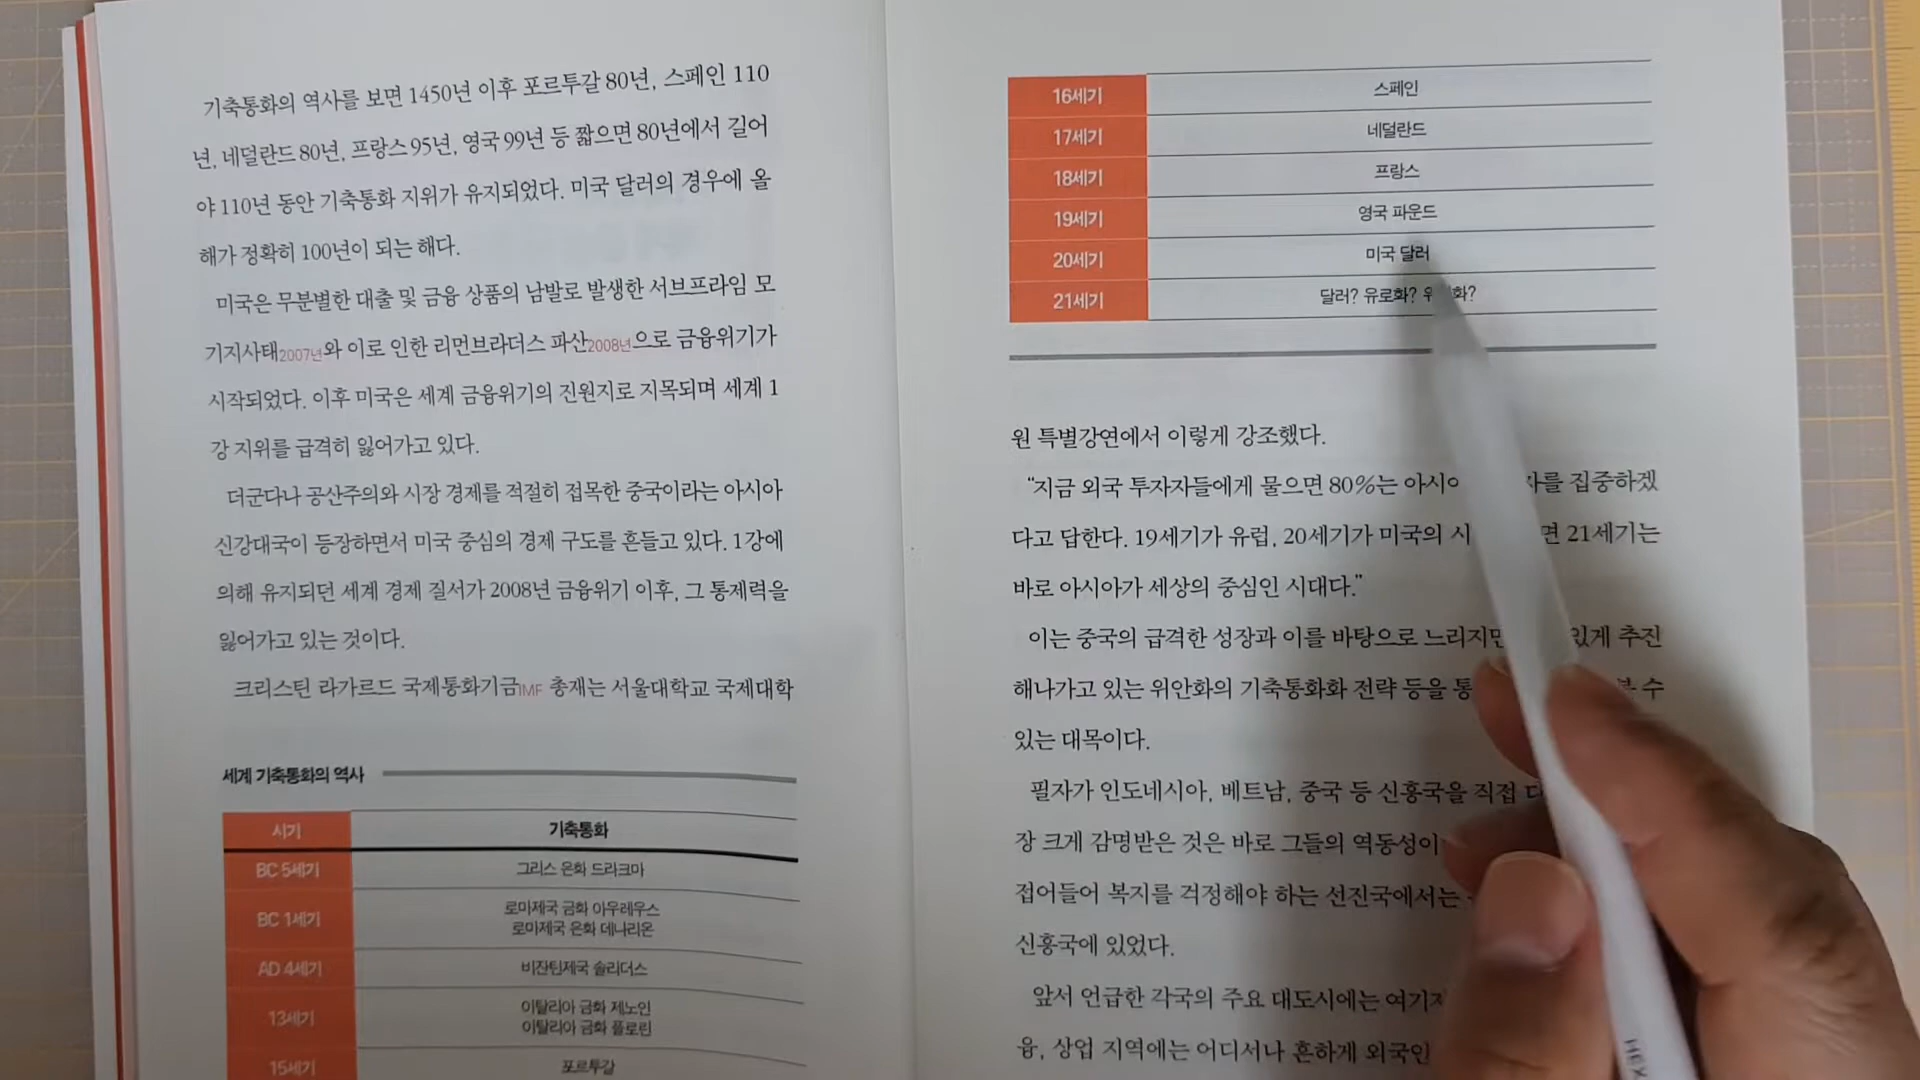 기축통화의 역사를 보면 1450년 이후 포르투갈 80년, 스페인 110
년, 네덜란드 80년, 프랑스 95년, 영국 99년 등 짧으면 80년에서 길어
야 110년 동안 기축통화 지위가 유지되었다. 미국 달러의 경우에 올
해가 정확히 100년이 되는 해다.
미국은 무분별한 대출 및 금융 상품의 남발로 발생한 서브프라임 모
기지사태2007년와 이로 인한 리먼브라더스 파산2008년으로 금융위기가
시작되었다. 이후 미국은 세계 금융위기의 진원지로 지목되며 세계 1
강 지위를 급격히 잃어가고 있다.
더군다나 공산주의와 시장 경제를 적절히 접목한 중국이라는 아시아
신강대국이 등장하면서 미국 중심의 경제 구도를 흔들고 있다. 1강에
의해 유지되던 세계 경제 질서가 2008년 금융위기 이후, 그 통제력을
잃어가고 있는 것이다.
크리스틴 라가르드 국제통화기금IMF 총재는 서울대학교 국제대학
세계 기축통화의 역사
시기 기축통화
BC 5세기 그리스 은화 드라크마
BC 1세기 로마제국 금화 아우레우스
로마제국 은화 데나리온
AD 4세기 비잔틴제국 솔리더스
13세기 이탈리아 금화 제노인
이탈리아 금화 플로린
15세기 포르투갈
16세기 스페인
17세기 네덜란드
18세기 프랑스
19세기 영국 파운드
20세기 미국 달러
21세기 달러? 유로화?
원 특별강연에서 이렇게 강조했다.
“지금 외국 투자자들에게 물으면 80%는 집중하겠
다고 답한다. 19세기가 유럽, 20세기가 미국의 21세기는
바로 아시아가 세상의 중심인 시대다.”
이는 중국의 급격한 성장과 이를 바탕으로 추진
해나가고 있는 위안화의 기축통화화 전략 등을 수
있는 대목이다.
필자가 인도네시아, 베트남, 중국 등 신흥국을 직접
장 크게 감명받은 것은 바로 그들의
접어들어 복지를 걱정해야 하는 선진국에서는
신흥국에 있었다.
앞서 언급한 각국의 주요 대도시에는
융, 상업 지역에는 어디서나 흔하게
HEX